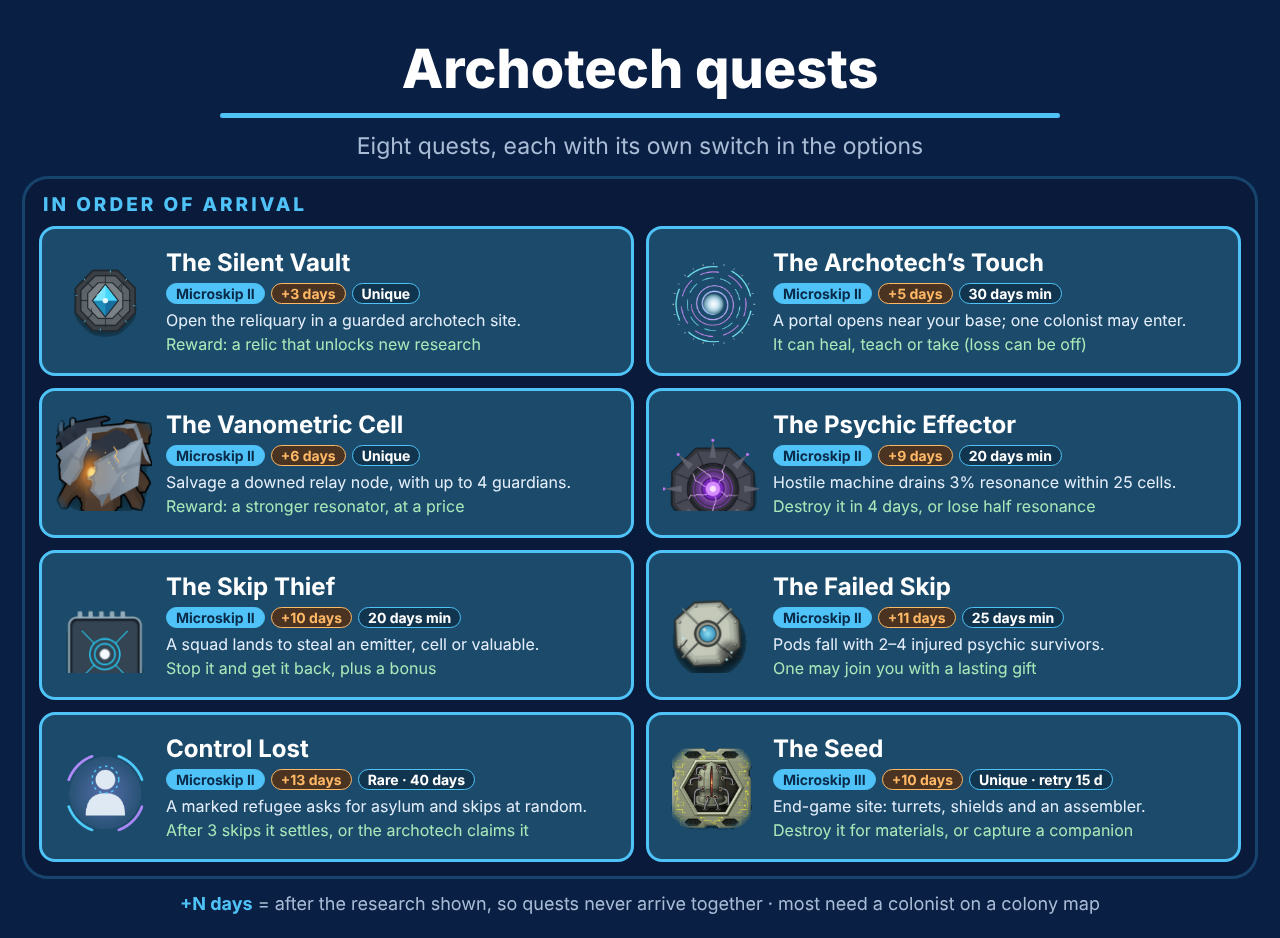 Archotech quests
Eight quests, each with its own switch in the options
IN ORDER OF ARRIVAL
The Silent Vault
Microskip II +3 days Unique
Open the reliquary in a guarded archotech site.
Reward: a relic that unlocks new research
The Archotech’s Touch
Microskip II +5 days 30 days min
A portal opens near your base; one colonist may enter.
It can heal, teach or take (loss can be off)
The Vanometric Cell
Microskip II +6 days Unique
Salvage a downed relay node, with up to 4 guardians.
Reward: a stronger resonator, at a price
The Psychic Effector
Microskip II +9 days 20 days min
Hostile machine drains 3% resonance within 25 cells.
Destroy it in 4 days, or lose half resonance
The Skip Thief
Microskip II +10 days 20 days min
A squad lands to steal an emitter, cell or valuable.
Stop it and get it back, plus a bonus
The Failed Skip
Microskip II +11 days 25 days min
Pods fall with 2–4 injured psychic survivors.
One may join you with a lasting gift
Control Lost
Microskip II +13 days Rare · 40 days
A marked refugee asks for asylum and skips at random.
After 3 skips it settles, or the archotech claims it
The Seed
Microskip III +10 days Unique · retry 15 d
End-game site: turrets, shields and an assembler.
Destroy it for materials, or capture a companion
+N days = after the research shown, so quests never arrive together · most need a colonist on a colony map